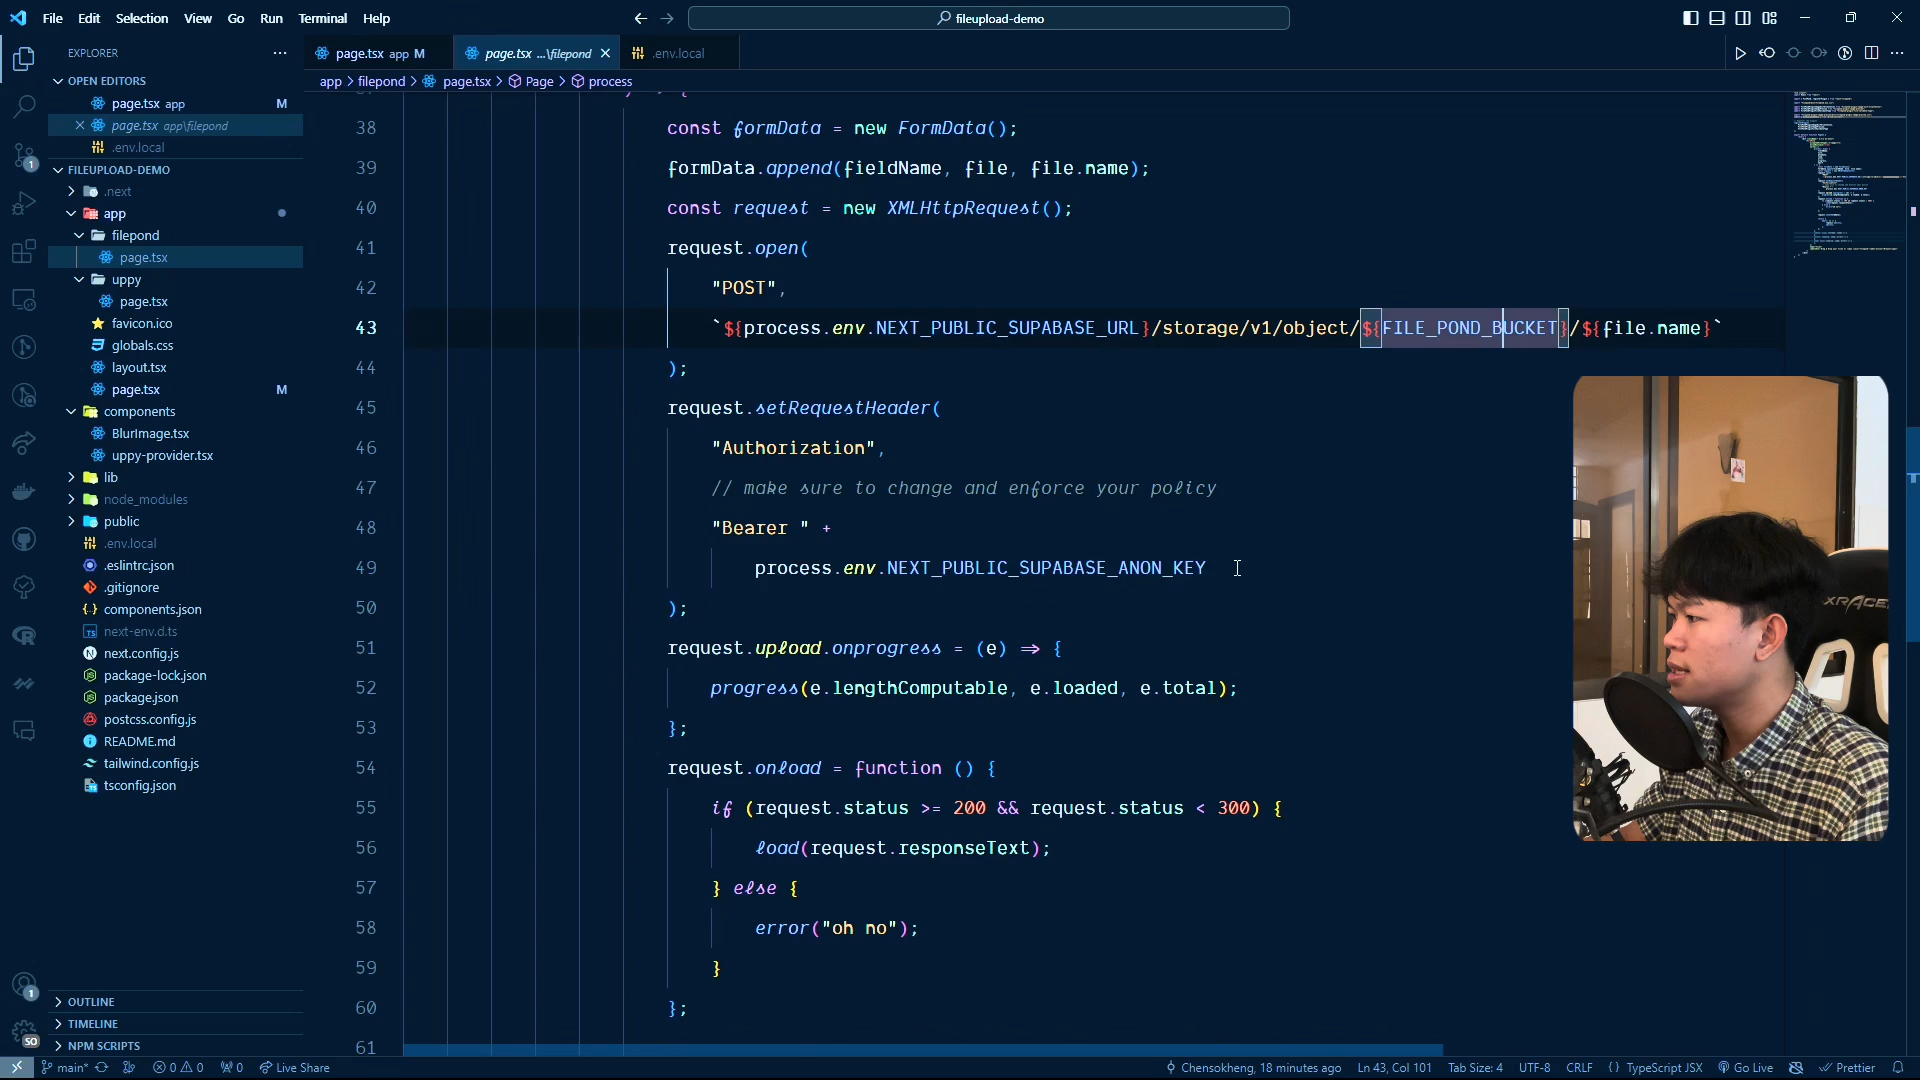 File Edit Selection View Go Run Terminal Help
fileupload-demo
EXPLORER
page.tsx app M
page.tsx ...\filepond
.env.local
OPEN EDITORS
app > filepond > page.tsx > Page > process
page.tsx app M
page.tsx app\filepond
.env.local
FILEUPLOAD-DEMO
.next
app
filepond
page.tsx
uppy
page.tsx
favicon.ico
globals.css
layout.tsx
page.tsx M
components
BlurImage.tsx
uppy-provider.tsx
lib
node_modules
public
.env.local
.eslintrc.json
.gitignore
components.json
next-env.d.ts
next.config.js
package-lock.json
package.json
postcss.config.js
README.md
tailwind.config.js
tsconfig.json
OUTLINE
TIMELINE
NPM SCRIPTS
38 const formData = new FormData();
39 formData.append(fieldName, file, file.name);
40 const request = new XMLHttpRequest();
41 request.open(
42 "POST",
43 `${process.env.NEXT_PUBLIC_SUPABASE_URL}/storage/v1/object/${FILE_POND_BUCKET}/${file.name}`
44 );
45 request.setRequestHeader(
46 "Authorization",
47 // make sure to change and enforce your policy
48 "Bearer " +
49 process.env.NEXT_PUBLIC_SUPABASE_ANON_KEY
50 );
51 request.upload.onprogress = (e) => {
52 progress(e.lengthComputable, e.loaded, e.total);
53 };
54 request.onload = function () {
55 if (request.status >= 200 && request.status < 300) {
56 load(request.responseText);
57 } else {
58 error("oh no");
59 }
60 };
61
XRACE
1
1
SO
main* 0 0 0 Live Share
Chensokheng, 18 minutes ago Ln 43, Col 101 Tab Size: 4 UTF-8 CRLF {} TypeScript JSX Go Live Prettier